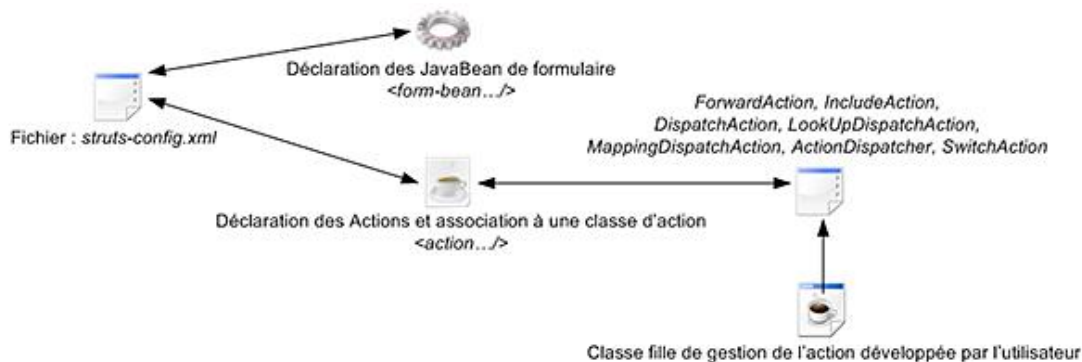 Déclaration des JavaBean de formulaire
<form-bean.../>
Fichier : struts-config.xml
ForwardAction, IncludeAction,
DispatchAction, LookUpDispatchAction,
MappingDispatchAction, ActionDispatcher, SwitchAction
Déclaration des Actions et association à une classe d'action
<action.../>
Classe fille de gestion de l'action développée par l'utilisateur